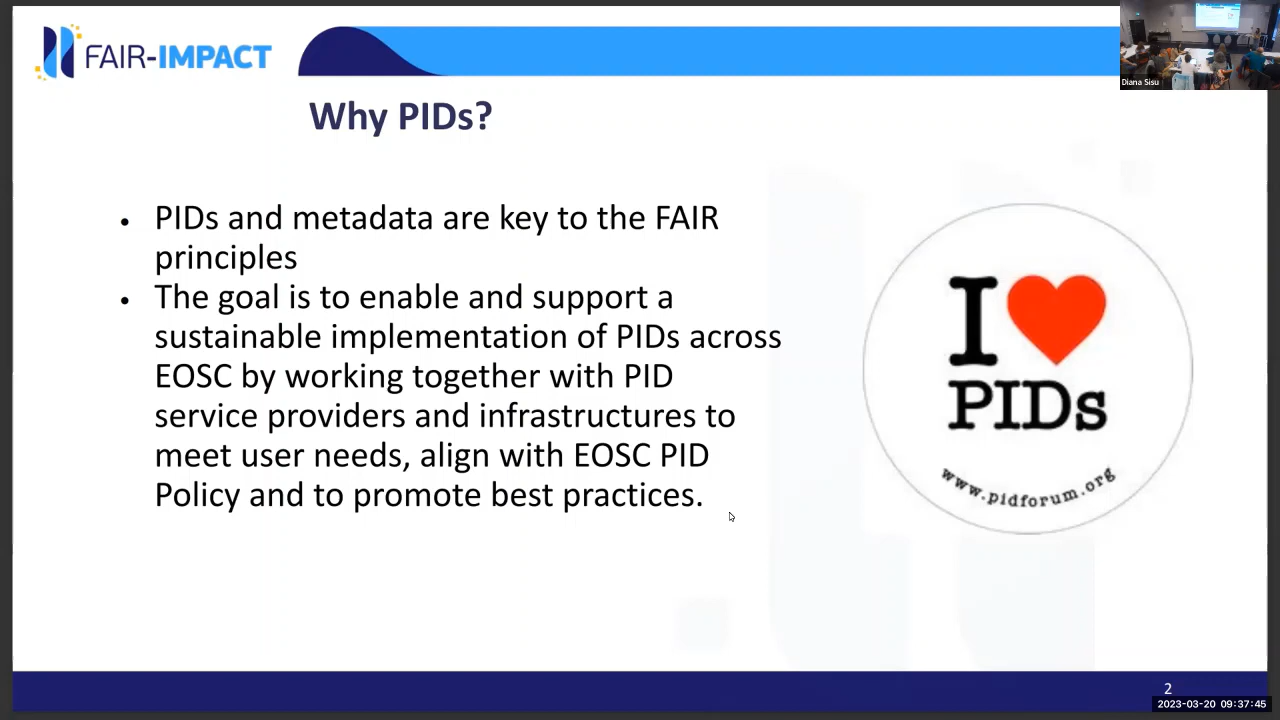 FAIR-IMPACT
Diana Sisu
Why PIDs?
• PIDs and metadata are key to the FAIR
principles
• The goal is to enable and support a
sustainable implementation of PIDs across
EOSC by working together with PID
service providers and infrastructures to
meet user needs, align with EOSC PID
Policy and to promote best practices.
I ❤
PIDs
www.pidforum.org
2
2023-03-20 09:37:45